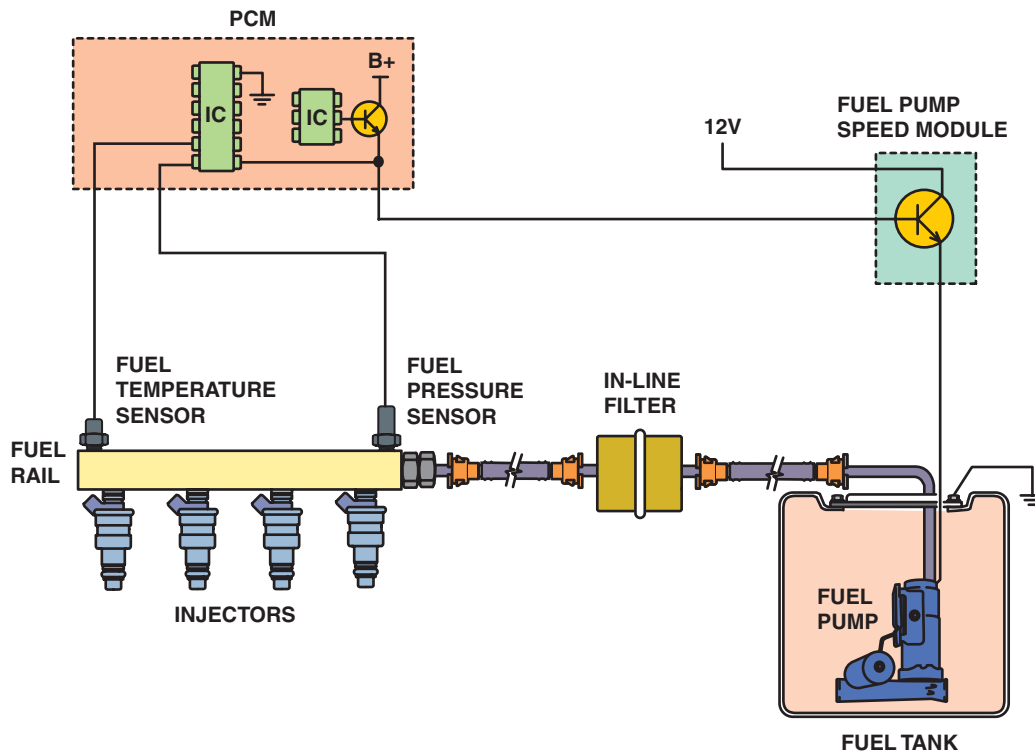 PCM
B+
IC
IC
12V
FUEL PUMP
SPEED MODULE
FUEL
TEMPERATURE
SENSOR
FUEL
PRESSURE
SENSOR
IN-LINE
FILTER
FUEL
RAIL
INJECTORS
FUEL
PUMP
FUEL TANK